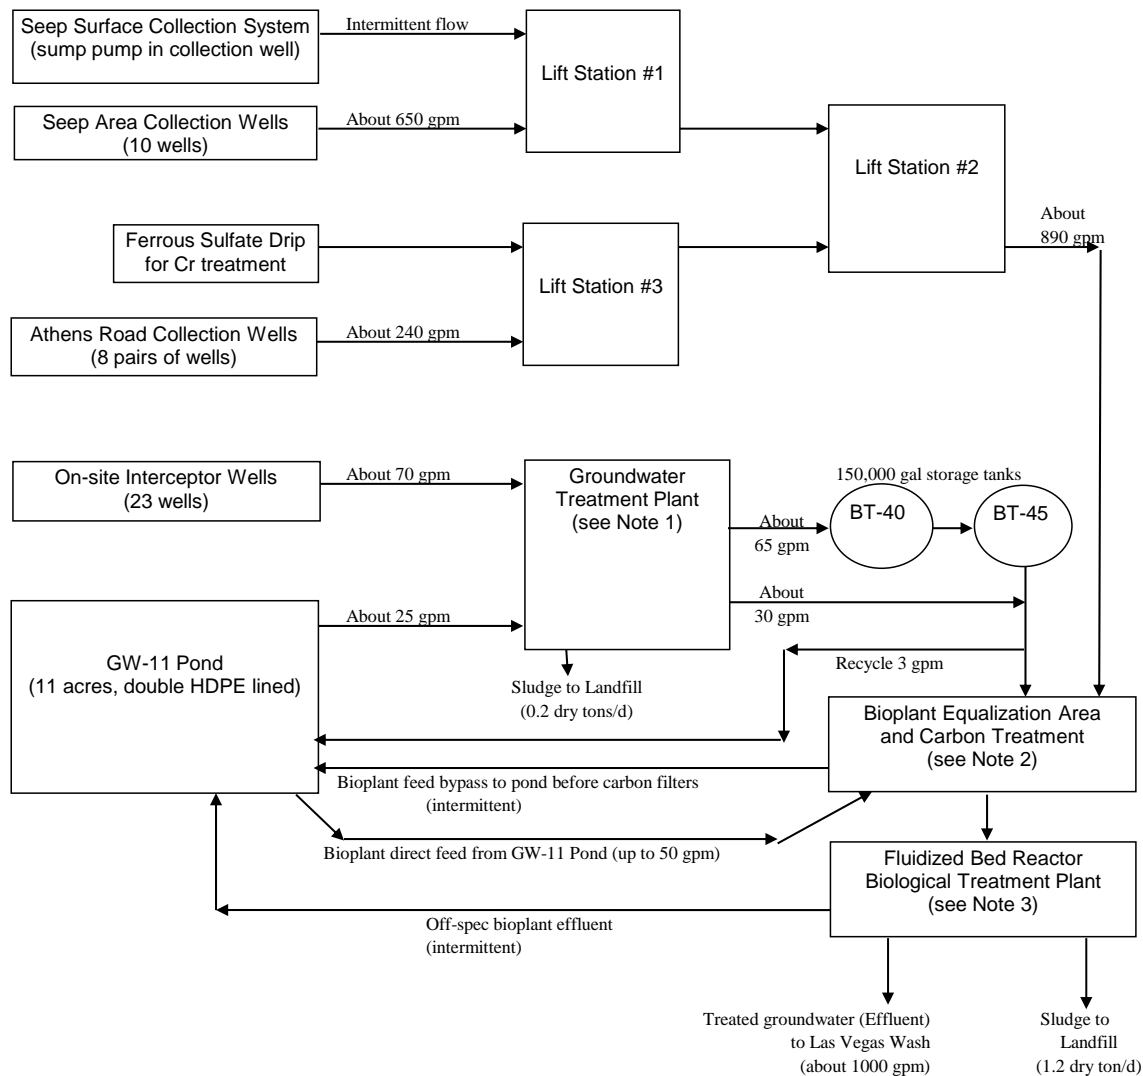 Seep Surface Collection System
(sump pump in collection well)
Intermittent flow
Lift Station #1
Seep Area Collection Wells
(10 wells)
About 650 gpm
Lift Station #2
Ferrous Sulfate Drip
for Cr treatment
Lift Station #3
About
890 gpm
Athens Road Collection Wells
(8 pairs of wells)
About 240 gpm
On-site Interceptor Wells
(23 wells)
About 70 gpm
Groundwater
Treatment Plant
(see Note 1)
150,000 gal storage tanks
BT-40
BT-45
About
65 gpm
About
30 gpm
GW-11 Pond
(11 acres, double HDPE lined)
About 25 gpm
Recycle 3 gpm
Sludge to Landfill
(0.2 dry tons/d)
Bioplant Equalization Area
and Carbon Treatment
(see Note 2)
Bioplant feed bypass to pond before carbon filters
(intermittent)
Bioplant direct feed from GW-11 Pond (up to 50 gpm)
Fluidized Bed Reactor
Biological Treatment Plant
(see Note 3)
Off-spec bioplant effluent
(intermittent)
Treated groundwater (Effluent)
to Las Vegas Wash
(about 1000 gpm)
Sludge to
Landfill
(1.2 dry ton/d)